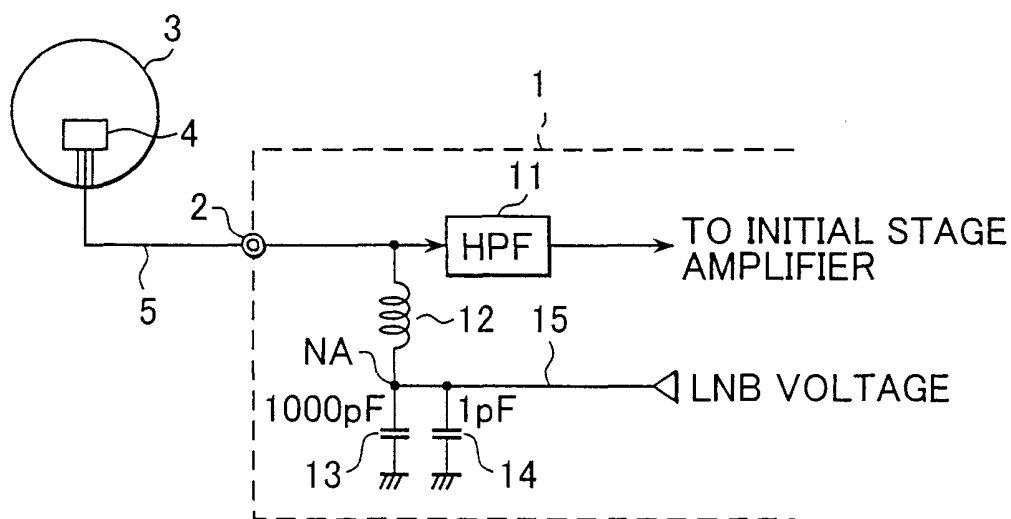 3
1
4
11
2
HPF
TO INITIAL STAGE
AMPLIFIER
5
12
15
NA
LNB VOLTAGE
1000pF
1pF
13
14